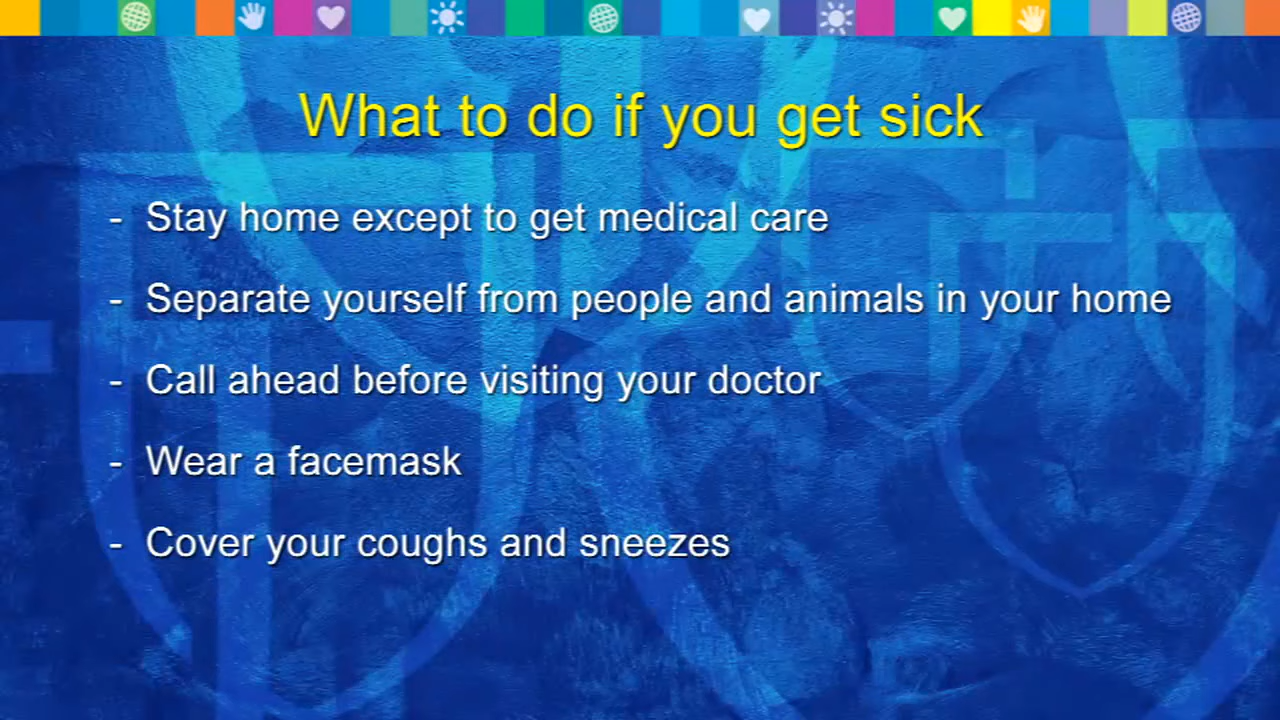 What to do if you get sick
- Stay home except to get medical care
- Separate yourself from people and animals in your home
- Call ahead before visiting your doctor
- Wear a facemask
- Cover your coughs and sneezes